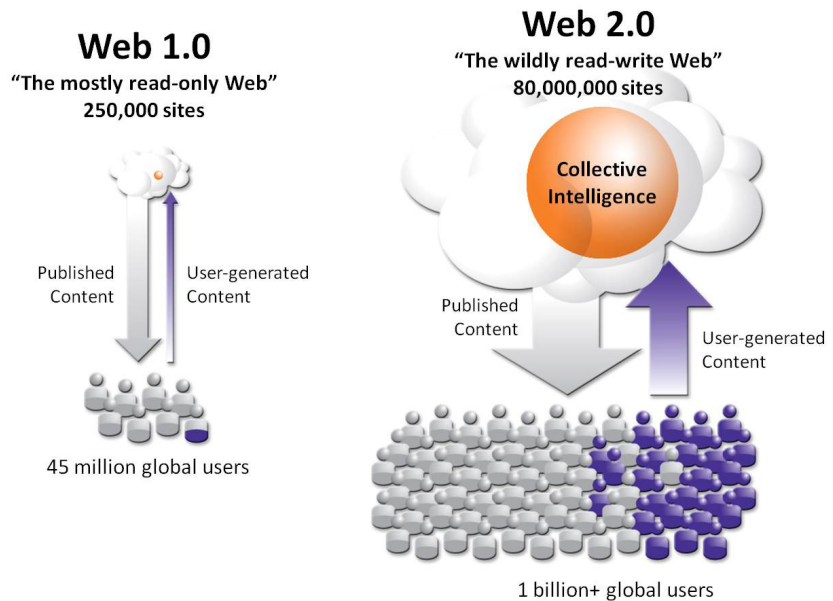 Web 1.0
“The mostly read-only Web”
250,000 sites
Published
Content
User-generated
Content
45 million global users
Web 2.0
“The wildly read-write Web”
80,000,000 sites
Collective
Intelligence
Published
Content
User-generated
Content
1 billion+ global users